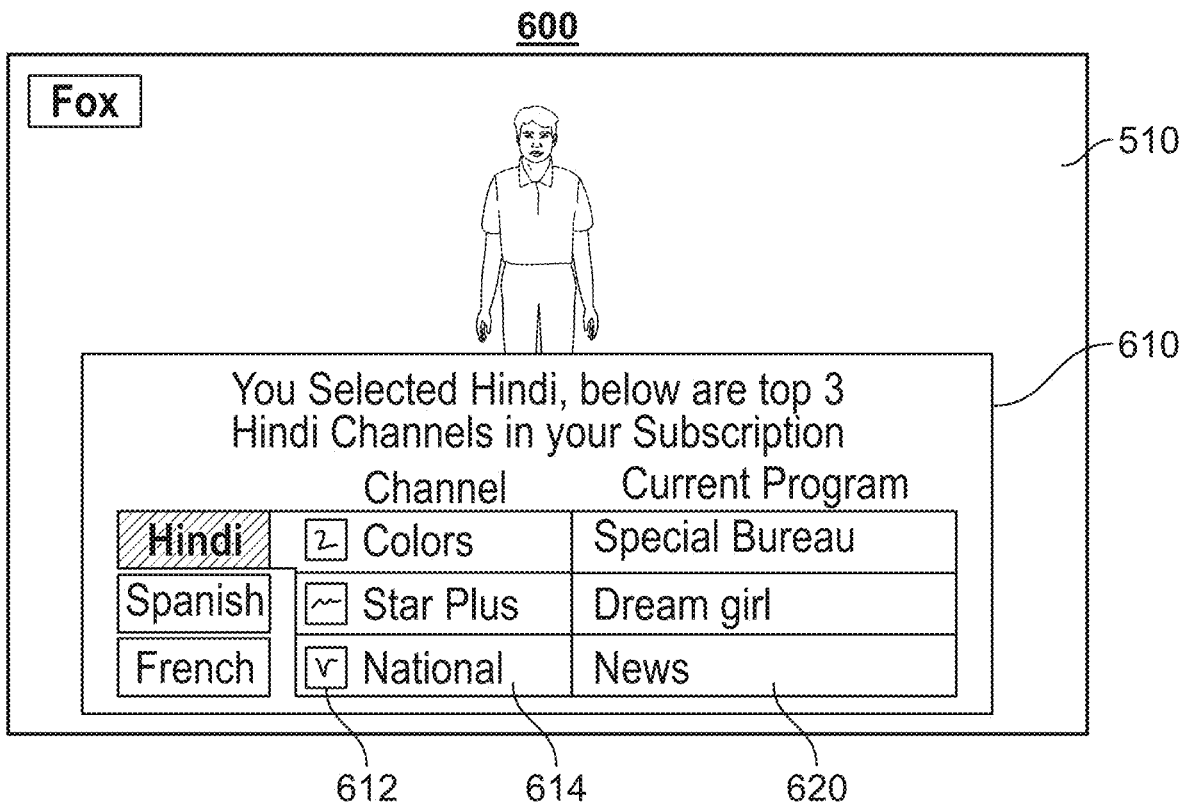 600
Fox
510
610
You Selected Hindi, below are top 3
Hindi Channels in your Subscription
Channel Current Program
Hindi 2 Colors Special Bureau
Spanish Star Plus Dream girl
French National News
612 614 620